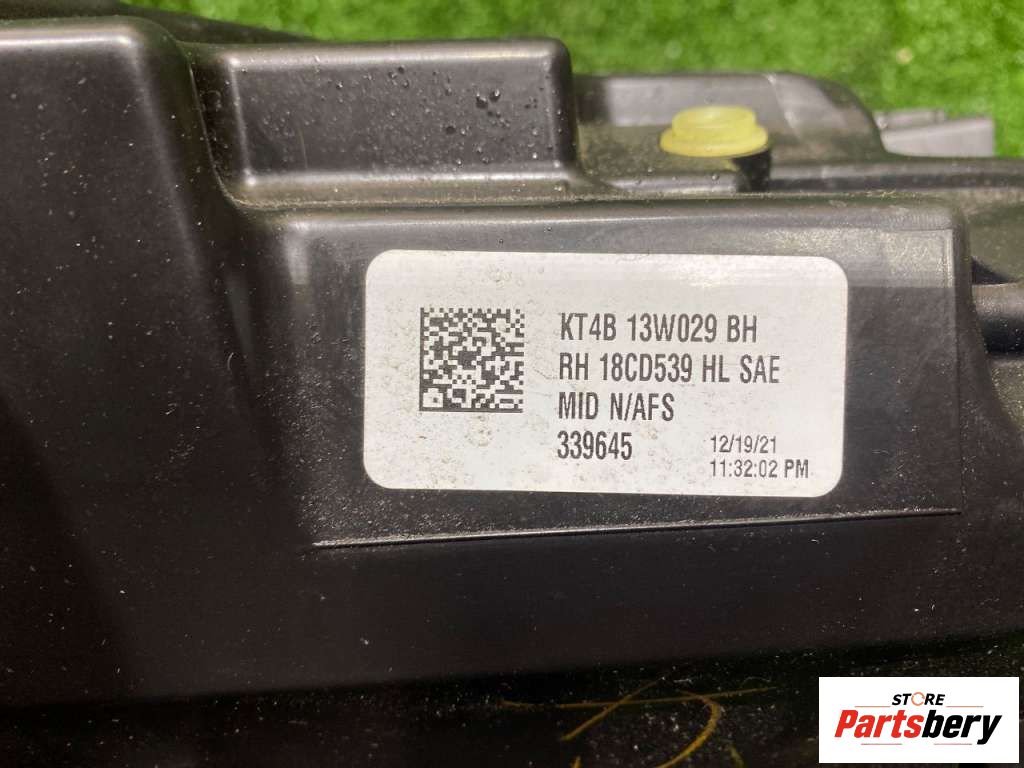 KT4B 13W029 BH
RH 18CD539 HL SAE
MID N/AFS
339645
12/19/21
11:32:02 PM
STORE
Partsbery